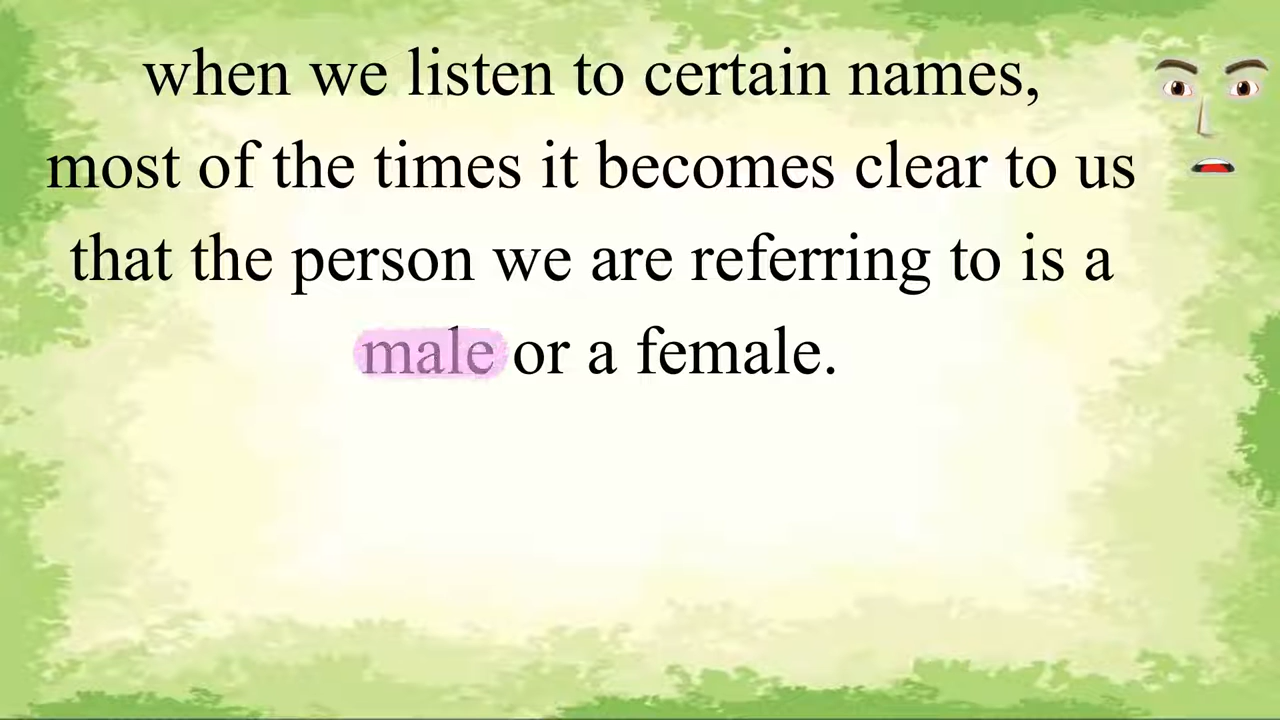 when we listen to certain names,
most of the times it becomes clear to us
that the person we are referring to is a
male or a female.